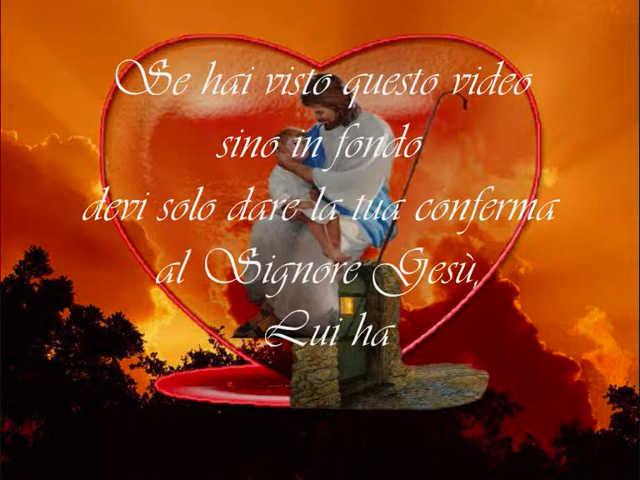 Se hai visto questo video
sino in fondo
devi solo dare la tua conferma
al Signore Gesù,
Lui ha